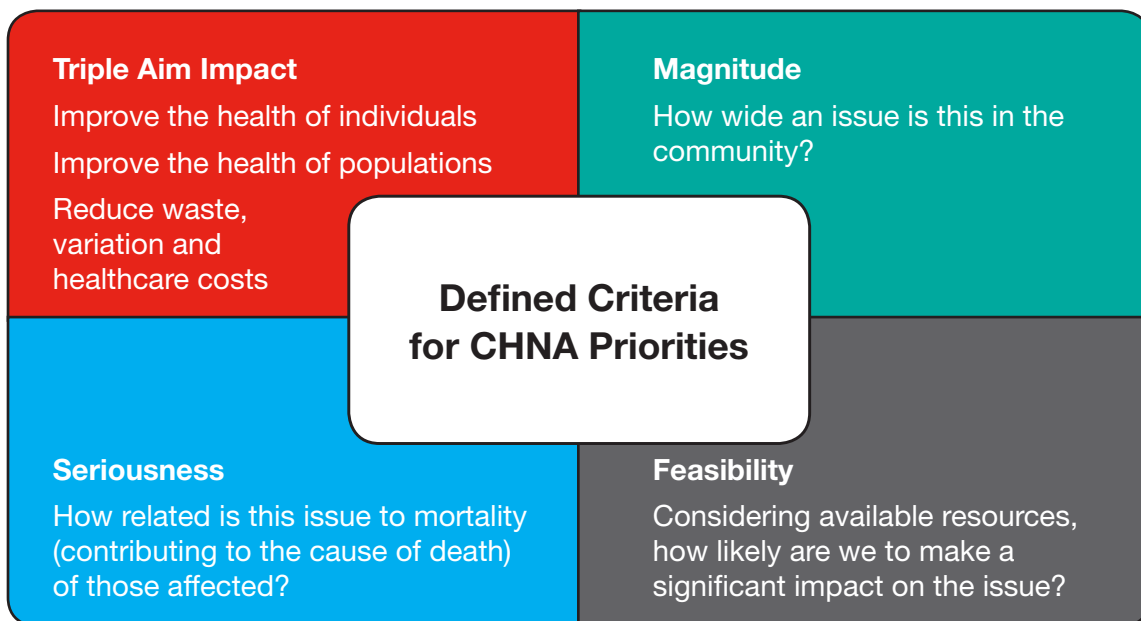 Triple Aim Impact
Improve the health of individuals
Improve the health of populations
Reduce waste,
variation and
healthcare costs
Magnitude
How wide an issue is this in the
community?
Defined Criteria
for CHNA Priorities
Seriousness
How related is this issue to mortality
(contributing to the cause of death)
of those affected?
Feasibility
Considering available resources,
how likely are we to make a
significant impact on the issue?